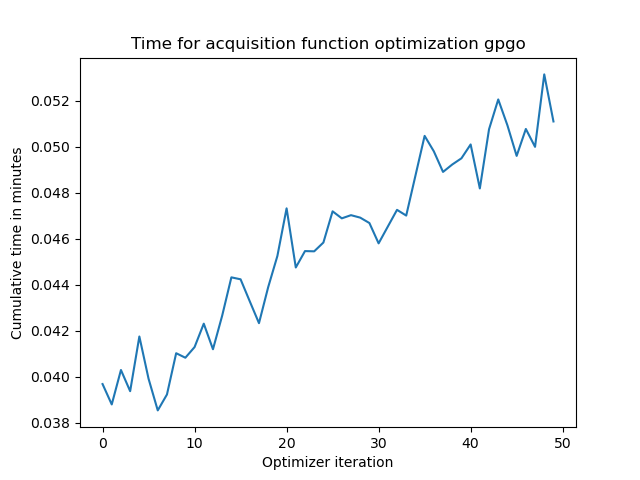 Time for acquisition function optimization gpgo
Cumulative time in minutes
0.052
0.050
0.048
0.046
0.044
0.042
0.040
0.038
0 10 20 30 40 50
Optimizer iteration